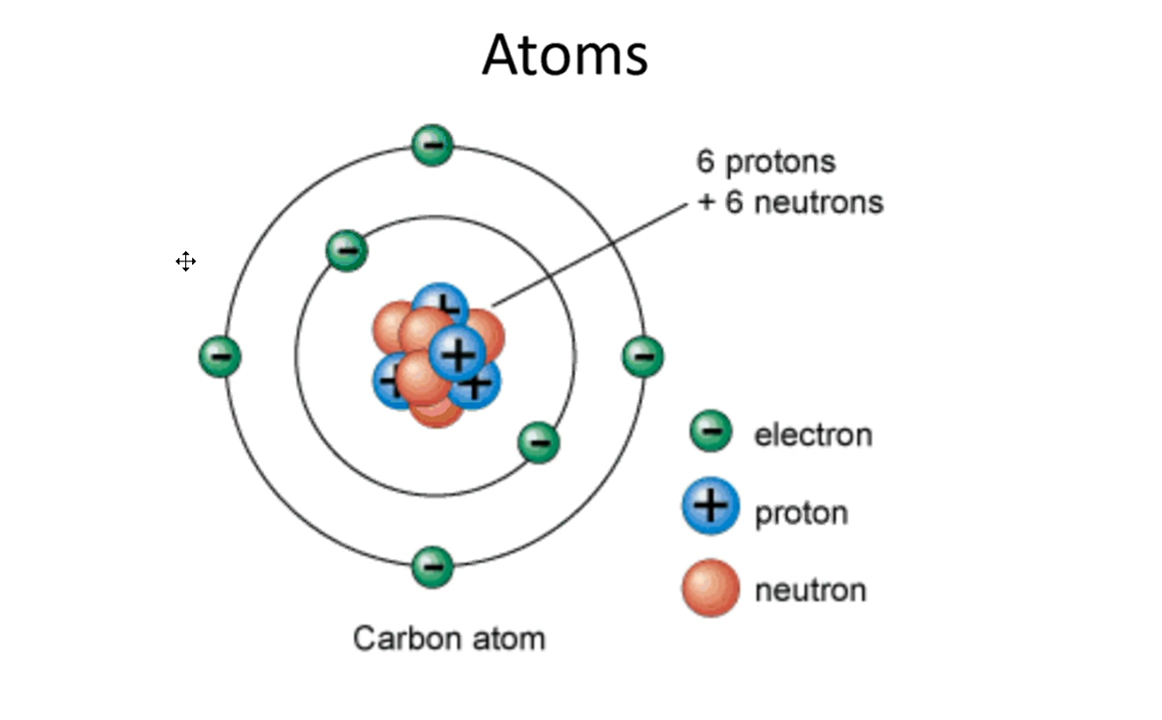 Atoms
6 protons
+ 6 neutrons
electron
proton
neutron
Carbon atom